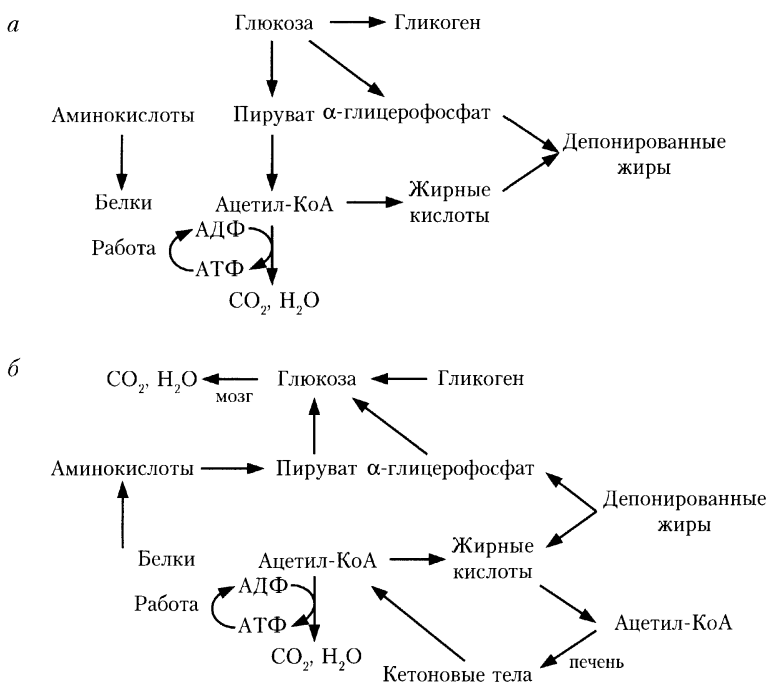 а
Глюкоза Гликоген
Аминокислоты Пируват α-глицерофосфат
Депонированные
жиры
Белки Ацетил-КоА Жирные
кислоты
АДФ
Работа
АТФ
CO₂, H₂O
б
CO₂, H₂O мозг Глюкоза Гликоген
Аминокислоты Пируват α-глицерофосфат
Депонированные
жиры
Белки Ацетил-КоА Жирные
кислоты
АДФ
Работа
АТФ
Ацетил-КоА
CO₂, H₂O
Кетоновые тела печень